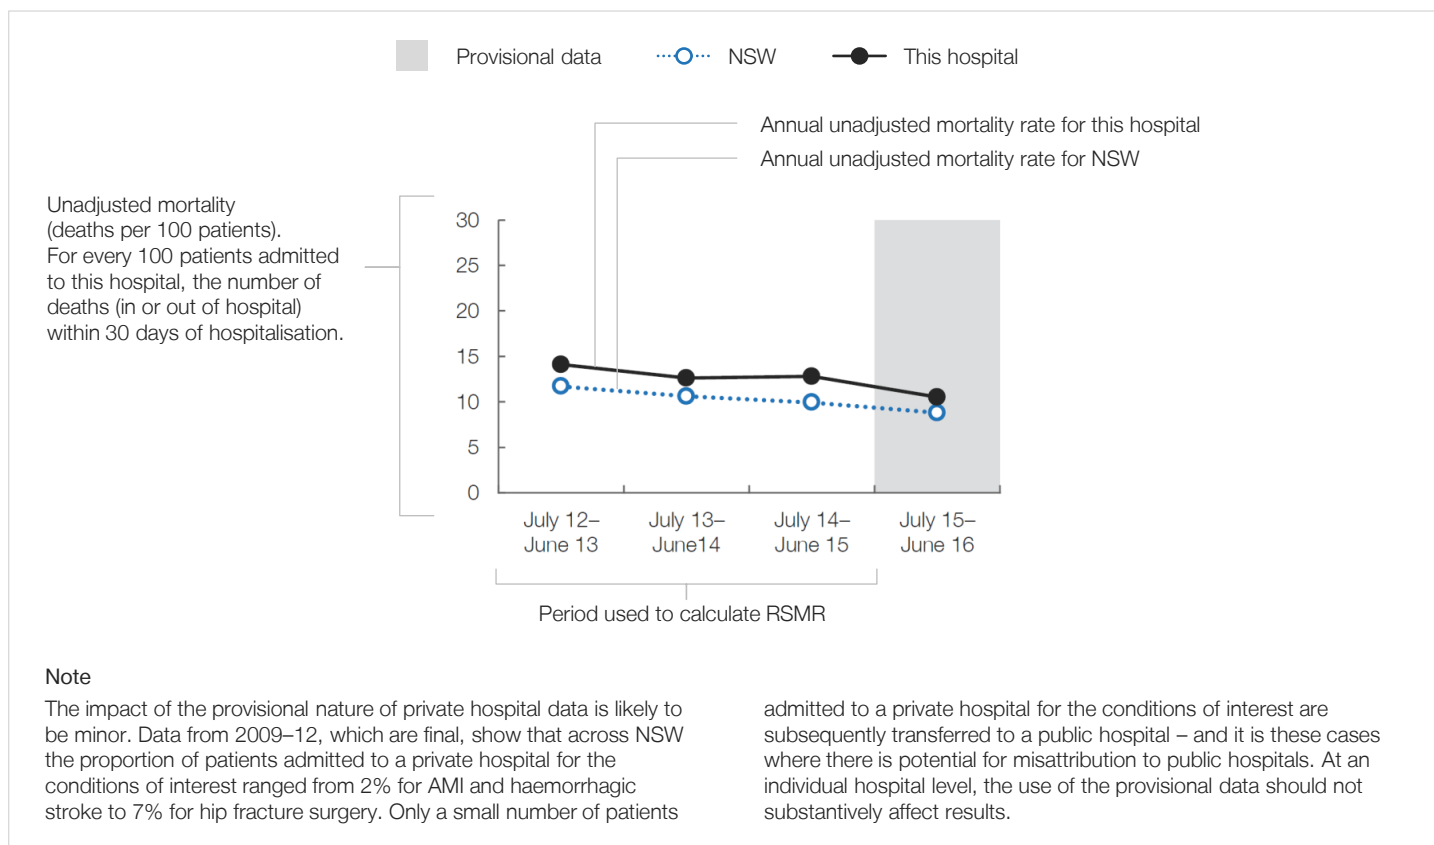 Provisional data
NSW
This hospital
Annual unadjusted mortality rate for this hospital
Annual unadjusted mortality rate for NSW
Unadjusted mortality
(deaths per 100 patients).
For every 100 patients admitted
to this hospital, the number of
deaths (in or out of hospital)
within 30 days of hospitalisation.
30
25
20
15
10
5
0
July 12–
June 13
July 13–
June14
July 14–
June 15
July 15–
June 16
Period used to calculate RSMR
Note
The impact of the provisional nature of private hospital data is likely to
be minor. Data from 2009–12, which are final, show that across NSW
the proportion of patients admitted to a private hospital for the
conditions of interest ranged from 2% for AMI and haemorrhagic
stroke to 7% for hip fracture surgery. Only a small number of patients
admitted to a private hospital for the conditions of interest are
subsequently transferred to a public hospital – and it is these cases
where there is potential for misattribution to public hospitals. At an
individual hospital level, the use of the provisional data should not
substantively affect results.